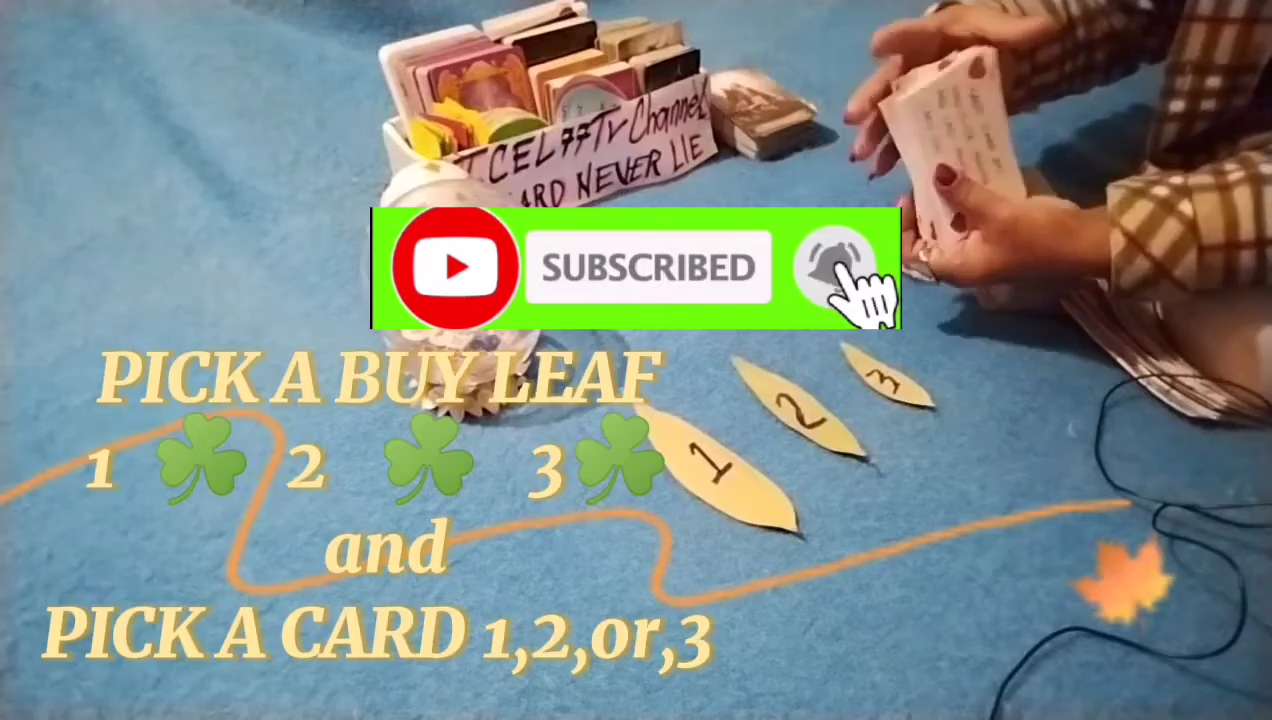 TCEL77Tv Channel
ARD NEVER LIE
SUBSCRIBED
PICK A BUY LEAF
1 2 3
1
2
3
and
PICK A CARD 1,2,or,3